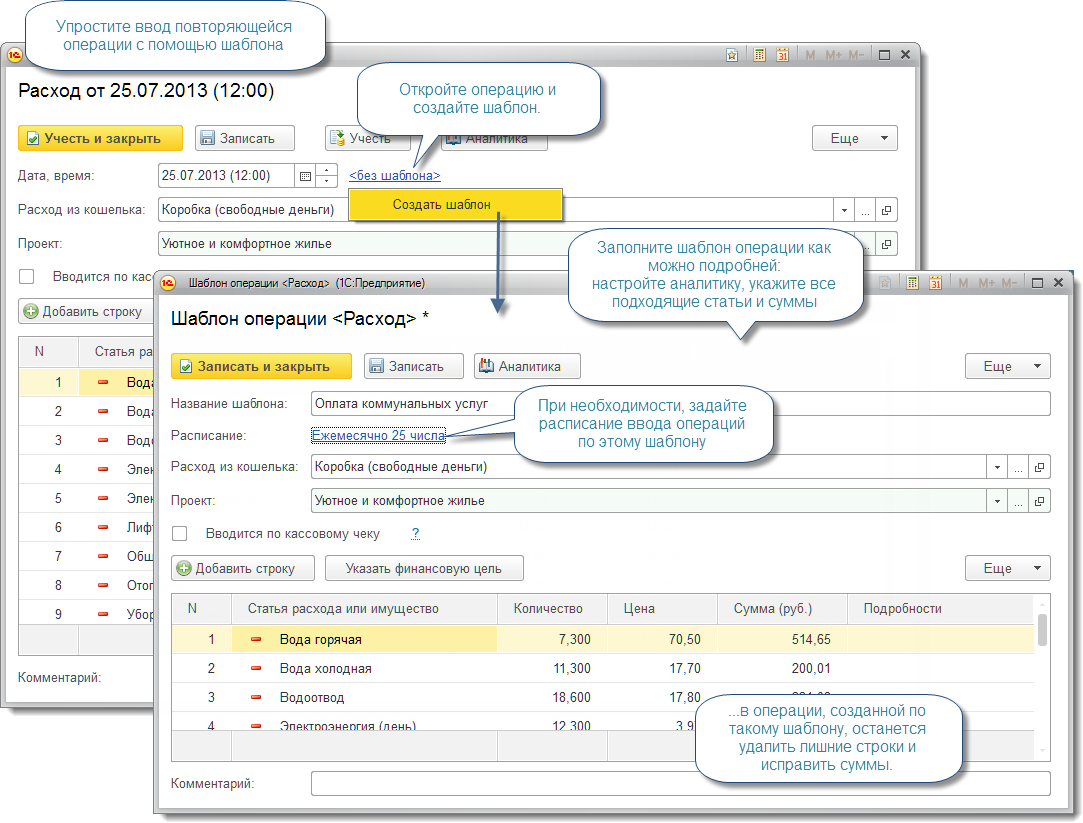 Упростите ввод повторяющейся
операции с помощью шаблона
M M+ M-
Расход от 25.07.2013 (12:00)
Откройте операцию и
создайте шаблон.
Учесть и закрыть Записать Учесть Аналитика Еще
Дата, время: 25.07.2013 (12:00) <без шаблона>
Создать шаблон
Расход из кошелька: Коробка (свободные деньги)
Проект: Уютное и комфортное жилье
Заполните шаблон операции как
можно подробней:
настройте аналитику, укажите все
подходящие статьи и суммы
Вводится по касс
Добавить строку
N Статья ра
1 Вода
2 Вода
3 Водо
4 Элек
5 Элек
6 Лифт
7 Общ
8 Отоп
9 Убор
Комментарий:
Шаблон операции <Расход> (1С:Предприятие) 31 M M+ M-
Шаблон операции <Расход> *
Записать и закрыть Записать Аналитика Еще
Название шаблона: Оплата коммунальных услуг
Расписание: Ежемесячно 25 числа
При необходимости, задайте
расписание ввода операций
по этому шаблону
Расход из кошелька: Коробка (свободные деньги) ...
Проект: Уютное и комфортное жилье ...
Вводится по кассовому чеку ?
Добавить строку Указать финансовую цель Еще
N Статья расхода или имущество Количество Цена Сумма (руб.) Подробности
1 Вода горячая 7,300 70,50 514,65
2 Вода холодная 11,300 17,70 200,01
3 Водоотвод 18,600 17,80
4 Электроэнергия (день) 12,300 3,9
...в операции, созданной по
такому шаблону, останется
удалить лишние строки и
исправить суммы.
Комментарий: